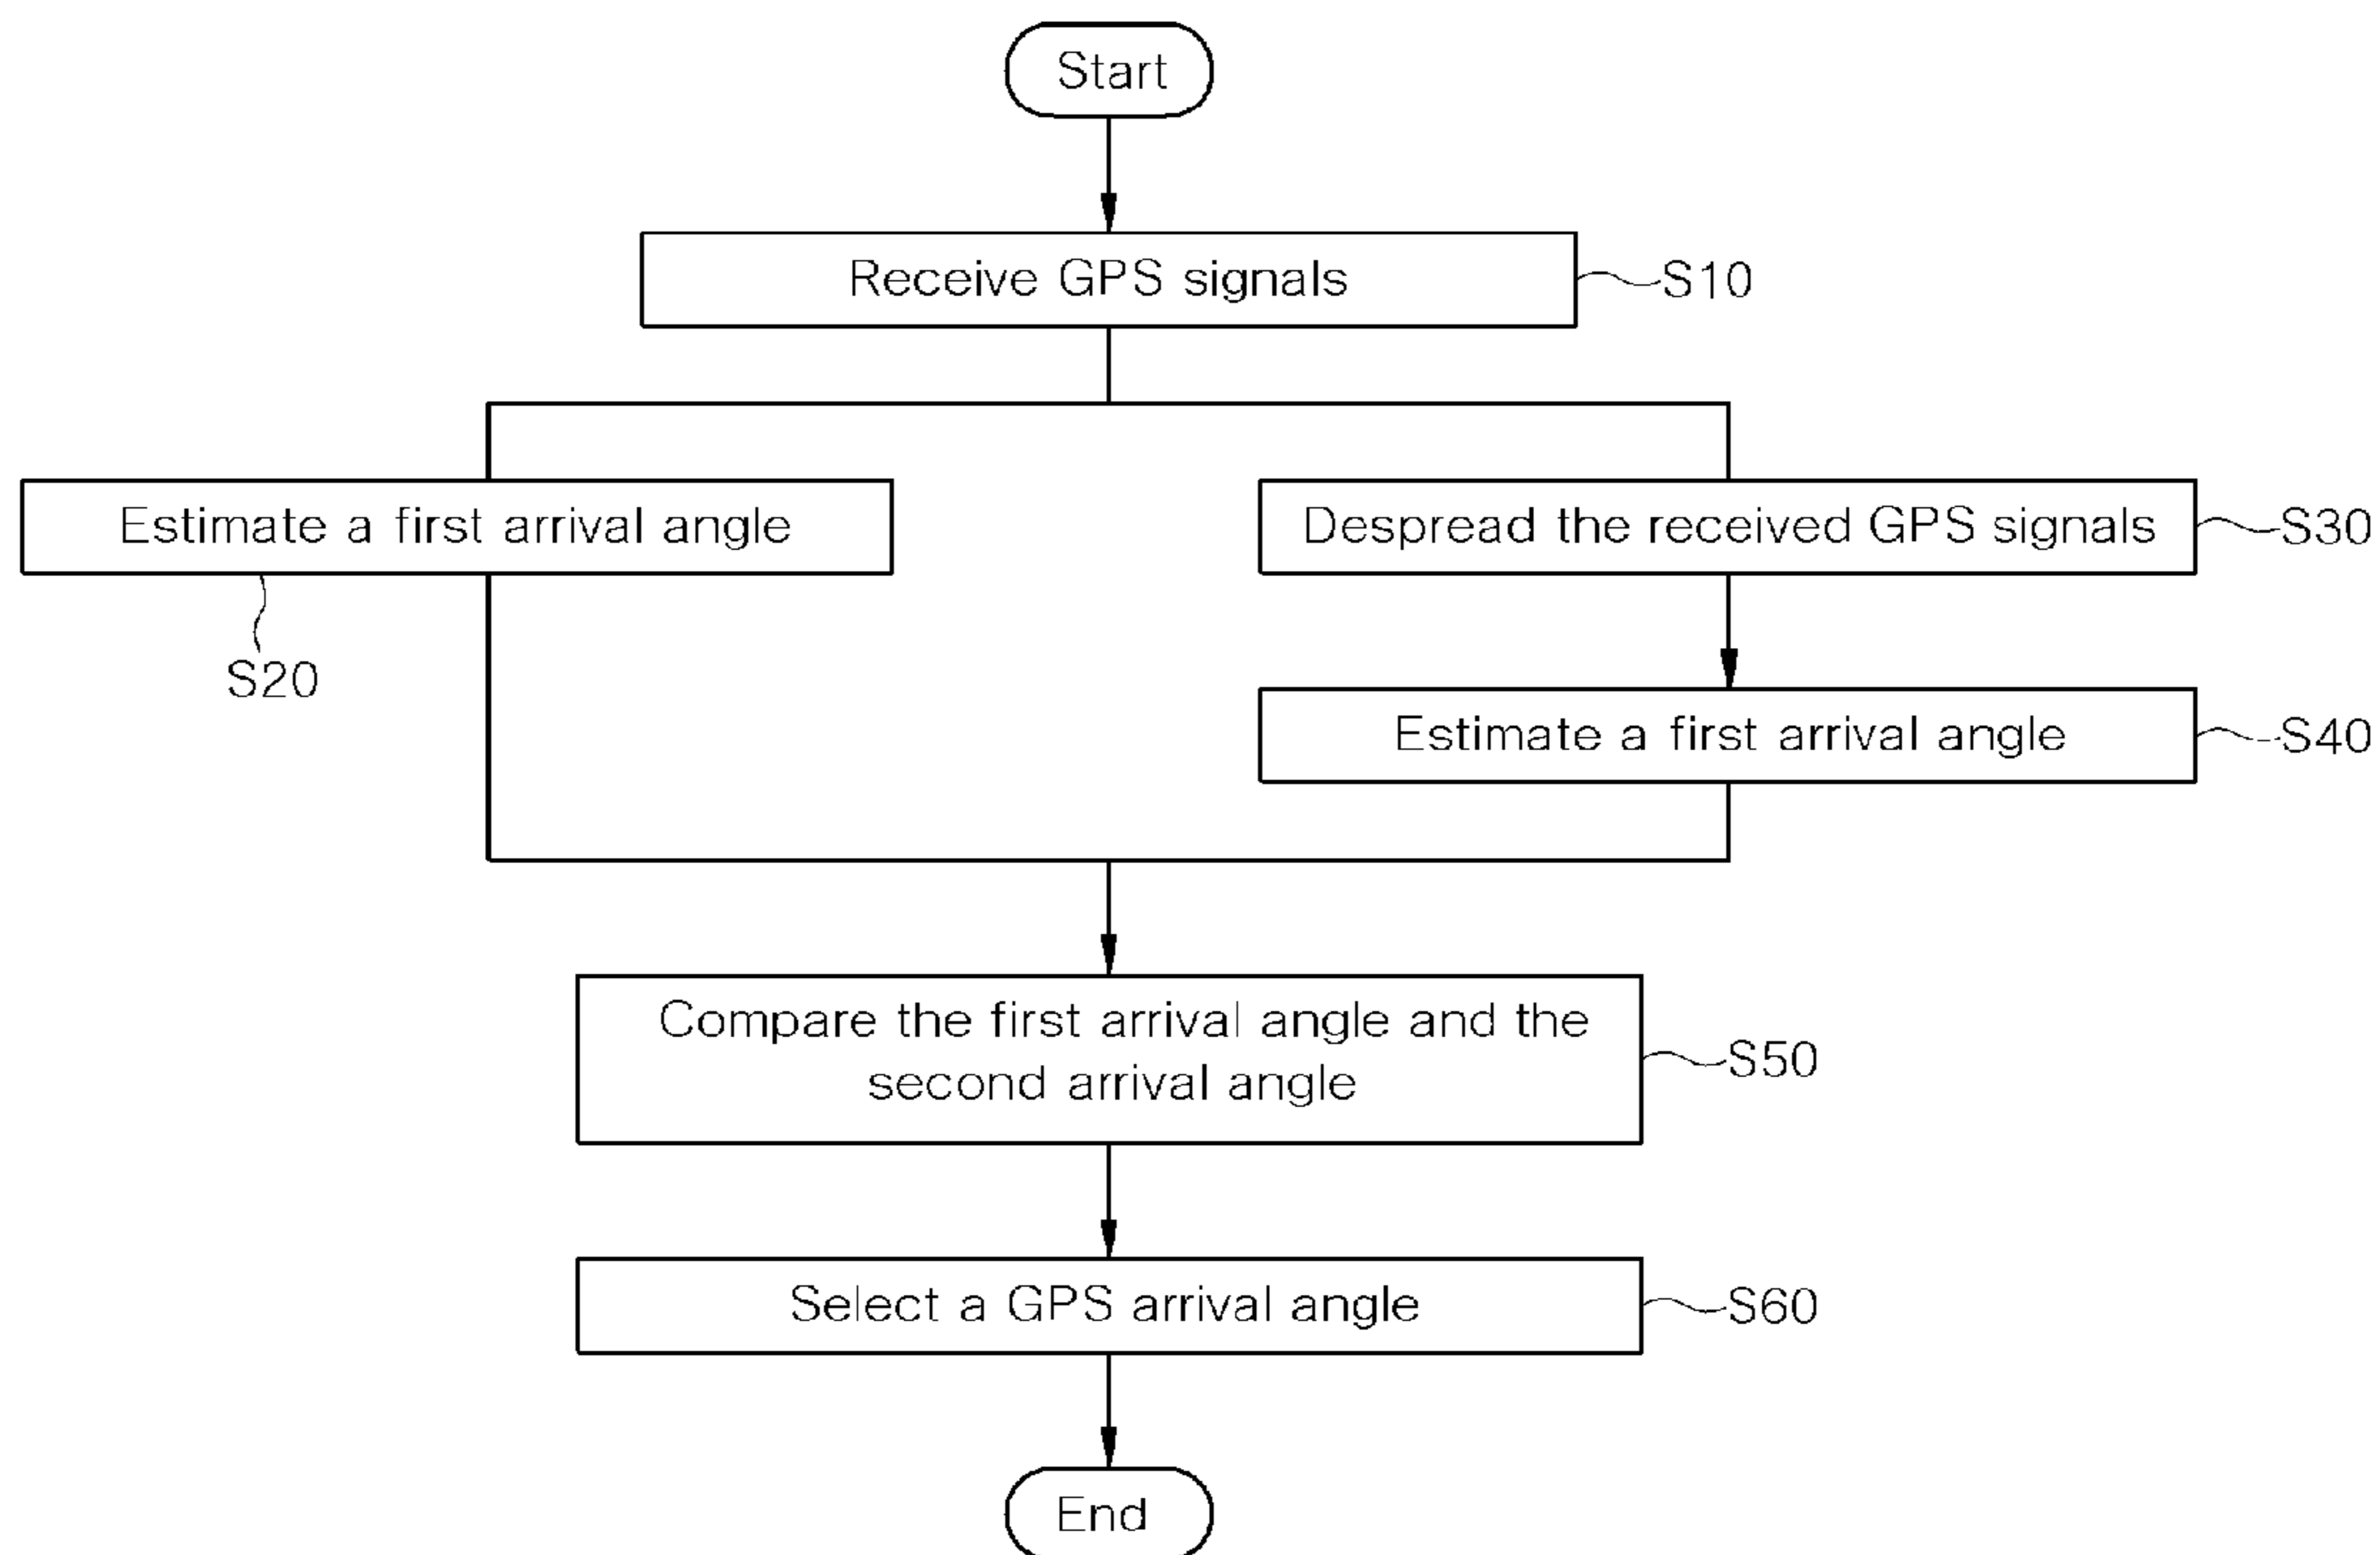 Start
Receive GPS signals
S10
Estimate a first arrival angle
S20
Despread the received GPS signals
S30
Estimate a first arrival angle
S40
Compare the first arrival angle and the
second arrival angle
S50
Select a GPS arrival angle
S60
End